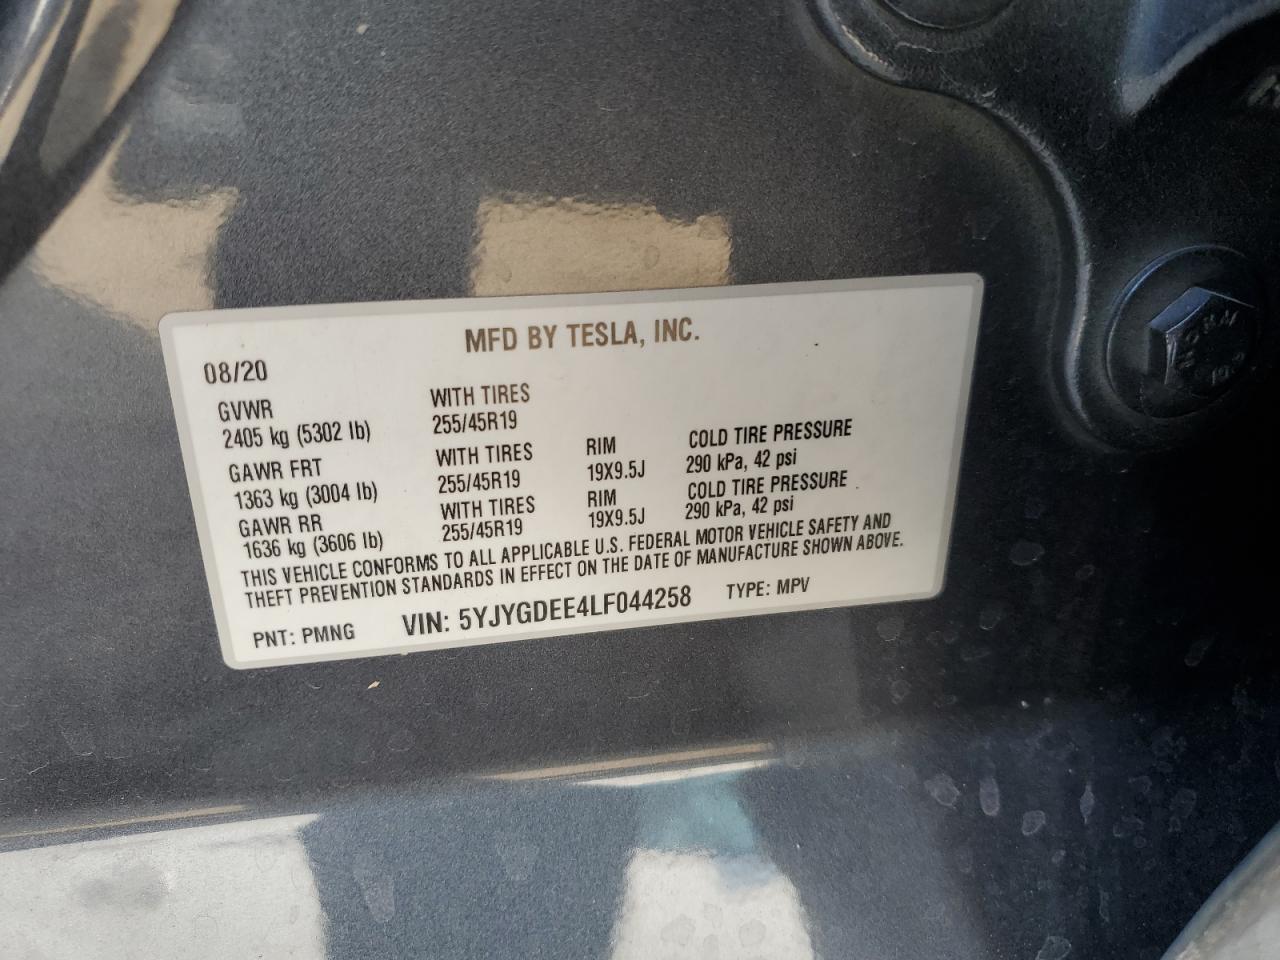 MFD BY TESLA, INC.
08/20
GVWR WITH TIRES
2405 kg (5302 lb) 255/45R19
GAWR FRT WITH TIRES RIM COLD TIRE PRESSURE
1363 kg (3004 lb) 255/45R19 19X9.5J 290 kPa, 42 psi
GAWR RR WITH TIRES RIM COLD TIRE PRESSURE
1636 kg (3606 lb) 255/45R19 19X9.5J 290 kPa, 42 psi
THIS VEHICLE CONFORMS TO ALL APPLICABLE U.S. FEDERAL MOTOR VEHICLE SAFETY AND
THEFT PREVENTION STANDARDS IN EFFECT ON THE DATE OF MANUFACTURE SHOWN ABOVE.
PNT: PMNG VIN: 5YJYGDEE4LF044258 TYPE: MPV